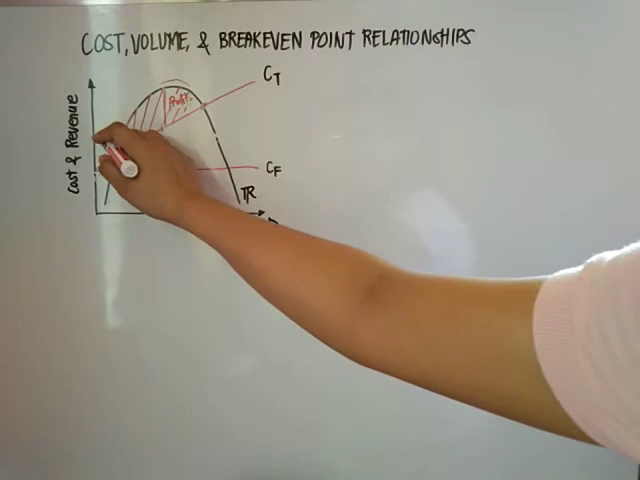 COST, VOLUME, & BREAKEVEN POINT RELATIONSHIPS
CT
Profit
Cost & Revenue
CF
TR